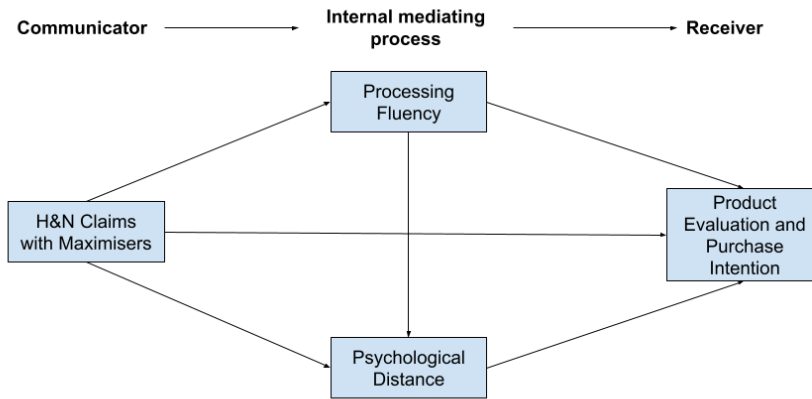 Communicator
Internal mediating
process
Receiver
Processing
Fluency
H&N Claims
with Maximisers
Product
Evaluation and
Purchase
Intention
Psychological
Distance